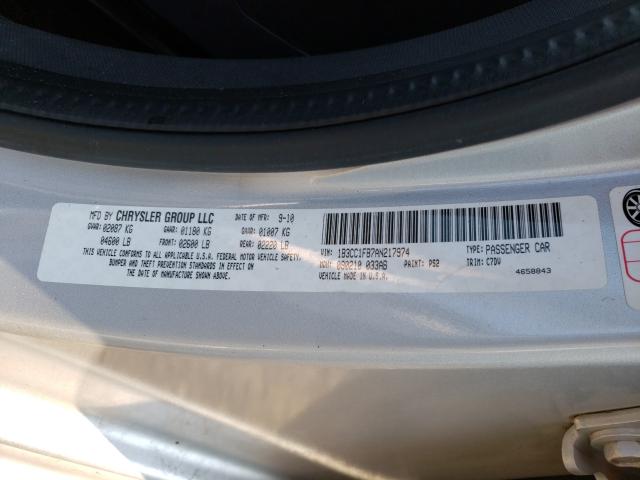 MFD BY CHRYSLER GROUP LLC DATE OF MFR: 9-10
GVWR: 02087 KG GAWR: 01180 KG GAWR: 01007 KG
04600 LB FRONT: 02600 LB REAR: 02220 LB
THIS VEHICLE CONFORMS TO ALL APPLICABLE U.S.A. FEDERAL MOTOR VEHICLE SAFETY,
BUMPER AND THEFT PREVENTION STANDARDS IN EFFECT ON
THE DATE OF MANUFACTURE SHOWN ABOVE.
VIN: 1B3CC1FB7AN217974 TYPE: PASSENGER CAR
MDH: 090210 033AB PAINT: PS2 TRIM: C7DV
VEHICLE MADE IN U.S.A. 4658843